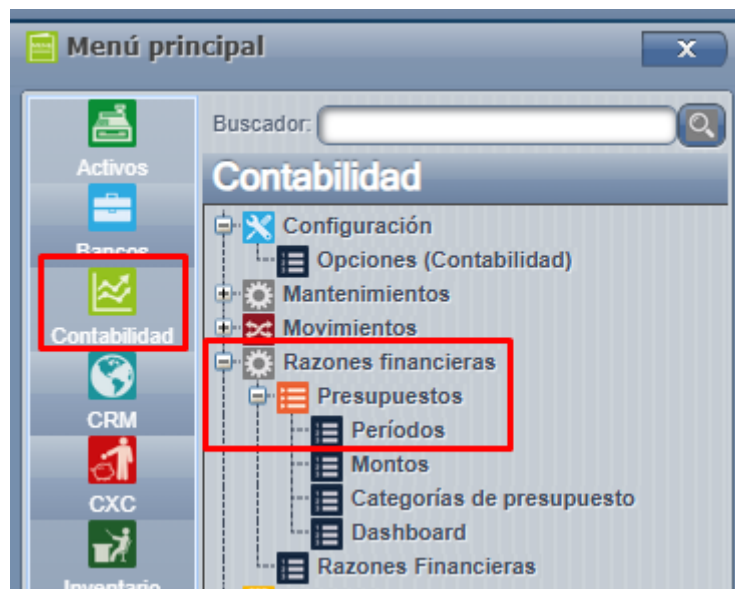 Menú principal
X
Buscador:
Activos
Bancos
Contabilidad
CRM
CXC
Inventario
Contabilidad
Configuración
Opciones (Contabilidad)
Mantenimientos
Movimientos
Razones financieras
Presupuestos
Períodos
Montos
Categorías de presupuesto
Dashboard
Razones Financieras